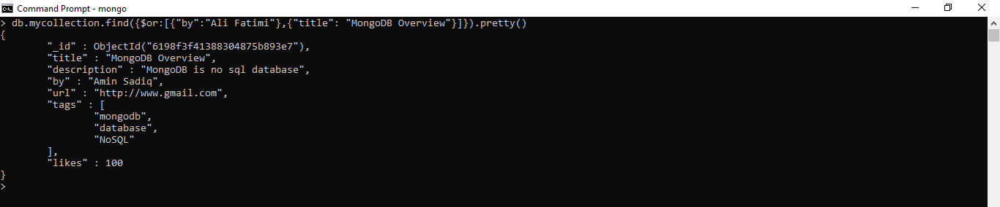 Command Prompt - mongo
> db.mycollection.find({$or:[{"by":"Ali Fatimi"},{"title": "MongoDB Overview"}]}).pretty()
{
        "_id" : ObjectId("6198f3f41388304875b893e7"),
        "title" : "MongoDB Overview",
        "description" : "MongoDB is no sql database",
        "by" : "Amin Sadiq",
        "url" : "http://www.gmail.com",
        "tags" : [
                "mongodb",
                "database",
                "NoSQL"
        ],
        "likes" : 100
}
>